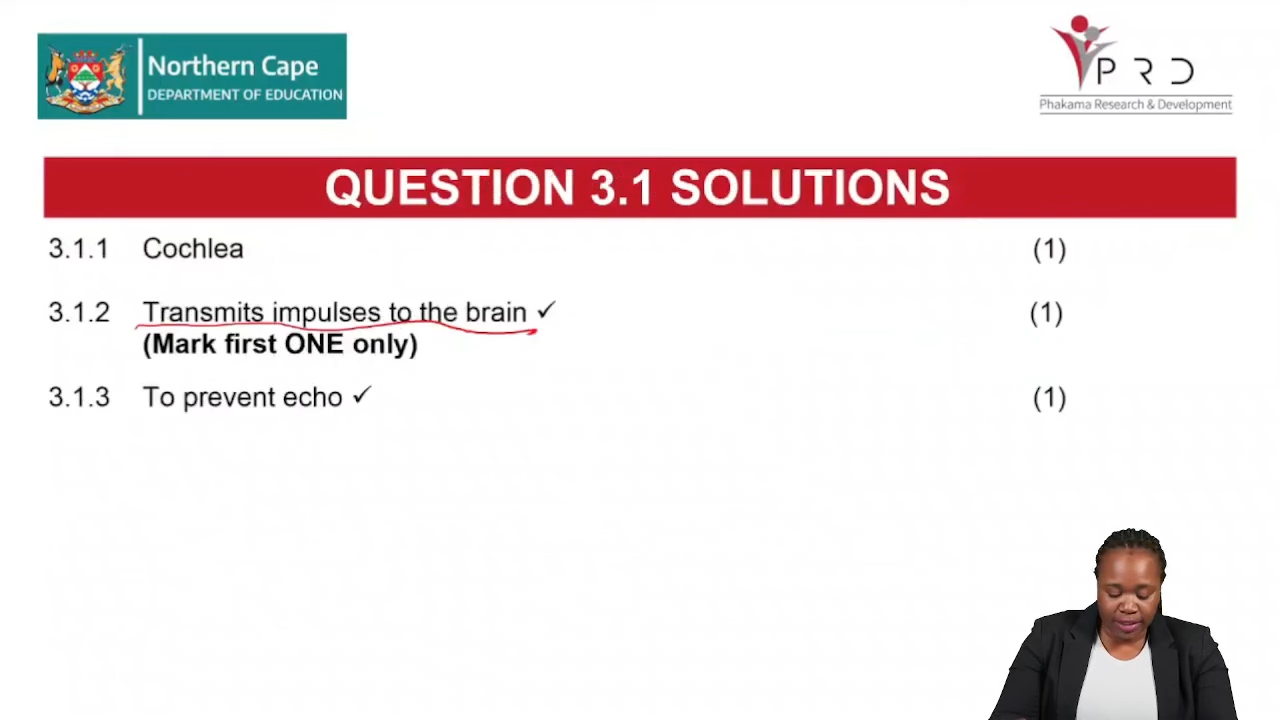 Northern Cape
DEPARTMENT OF EDUCATION
PRD
Phakama Research & Development
QUESTION 3.1 SOLUTIONS
3.1.1 Cochlea (1)
3.1.2 Transmits impulses to the brain ✓ (1)
(Mark first ONE only)
3.1.3 To prevent echo ✓ (1)